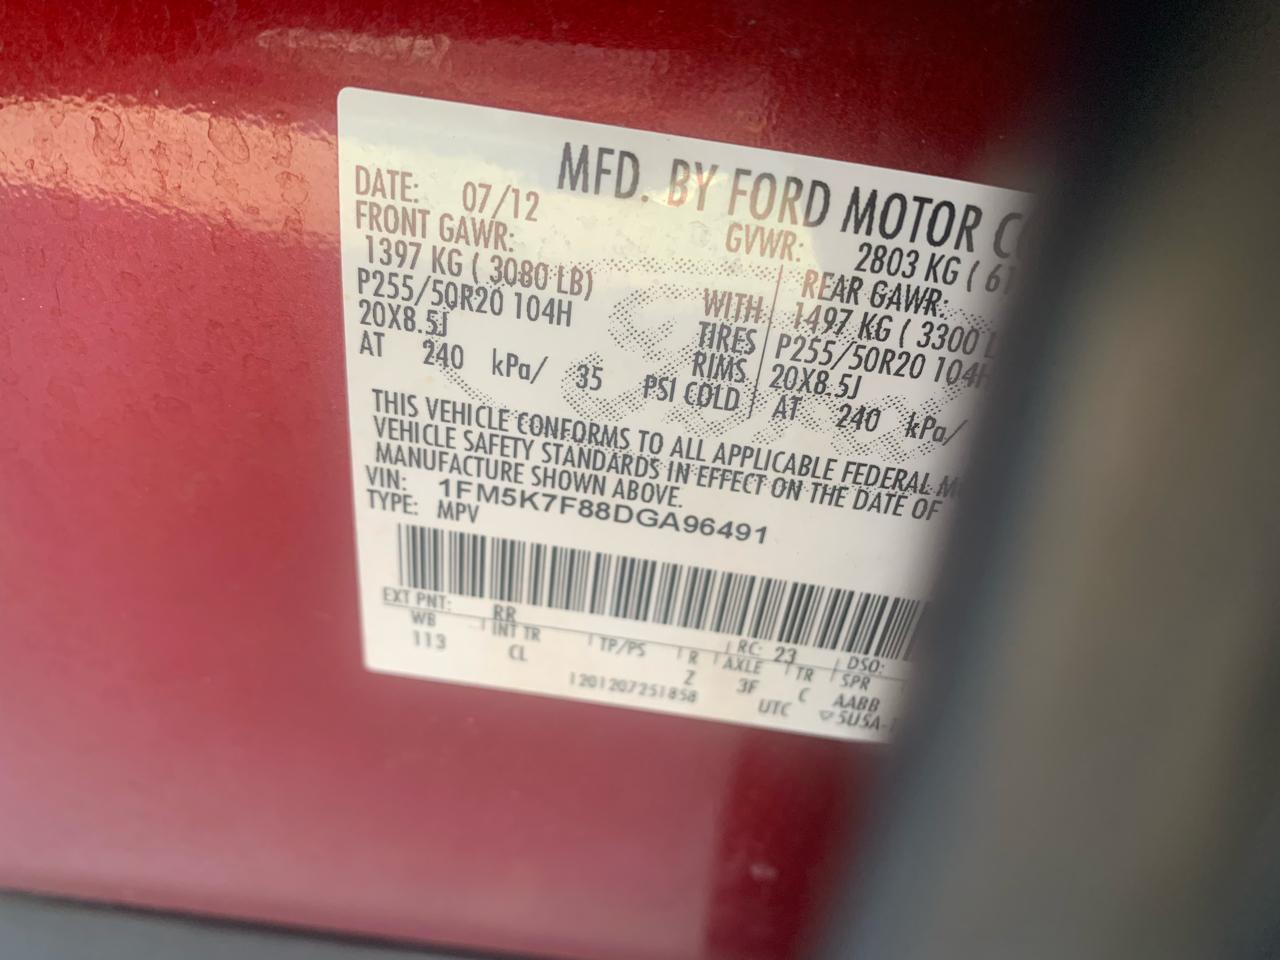 MFD. BY FORD MOTOR
DATE: 07/12 GVWR: 2803 KG ( 61
FRONT GAWR: REAR GAWR:
1397 KG ( 3080 LB) WITH 1497 KG ( 3300
P255/50R20 104H TIRES P255/50R20 104H
20X8.5J RIMS 20X8.5J
AT 240 kPa/ 35 PSI COLD AT 240 kPa/
THIS VEHICLE CONFORMS TO ALL APPLICABLE FEDERAL
VEHICLE SAFETY STANDARDS IN EFFECT ON THE DATE OF
MANUFACTURE SHOWN ABOVE.
VIN: 1FM5K7F88DGA96491
TYPE: MPV
EXT PNT: RR RC: 23 DSO:
WB INT TR TP/PS R AXLE TR SPR
113 CL Z 3F C AABB
1201207251858 UTC ▽5USA-